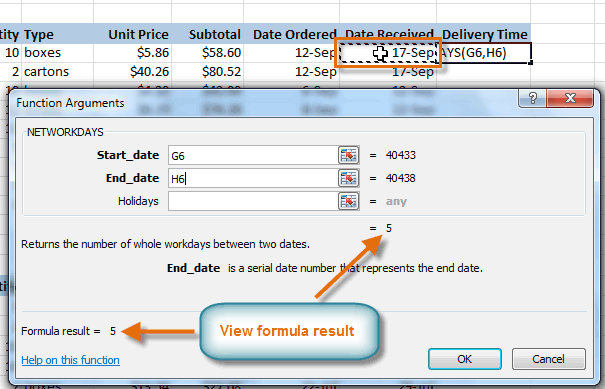 tity Type Unit Price Subtotal Date Ordered Date Received Delivery Time
10 boxes $5.86 $58.60 12-Sep 17-Sep AYS(G6,H6)
2 cartons $40.26 $80.52 12-Sep 17-Sep
Function Arguments
NETWORKDAYS
Start_date G6 = 40433
End_date H6 = 40438
Holidays = any
= 5
Returns the number of whole workdays between two dates.
End_date is a serial date number that represents the end date.
View formula result
Formula result = 5
Help on this function OK Cancel